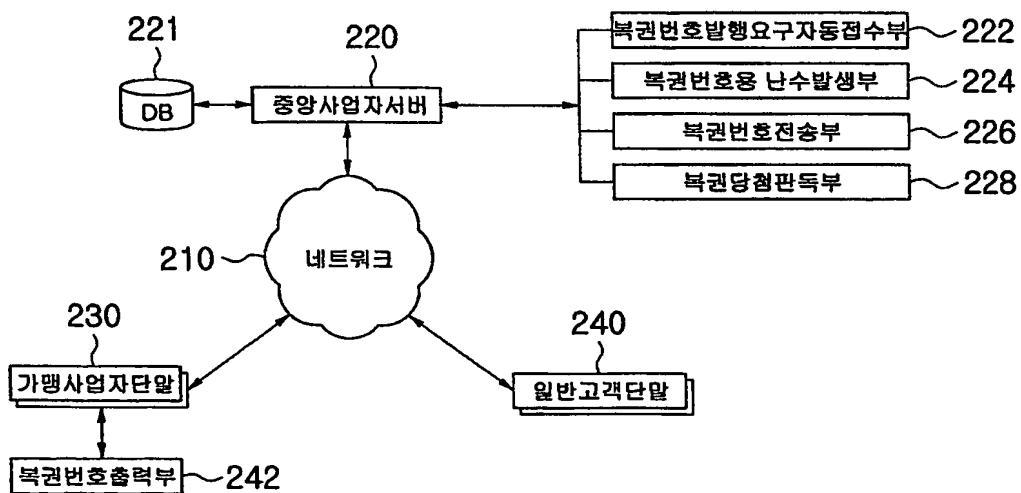 221
220
복권번호발행요구자동접수부
222
DB
중앙사업자서버
복권번호용 난수발생부
224
복권번호전송부
226
복권당첨판독부
228
210
네트워크
230
240
가맹사업자단말
일반고객단말
복권번호출력부
242